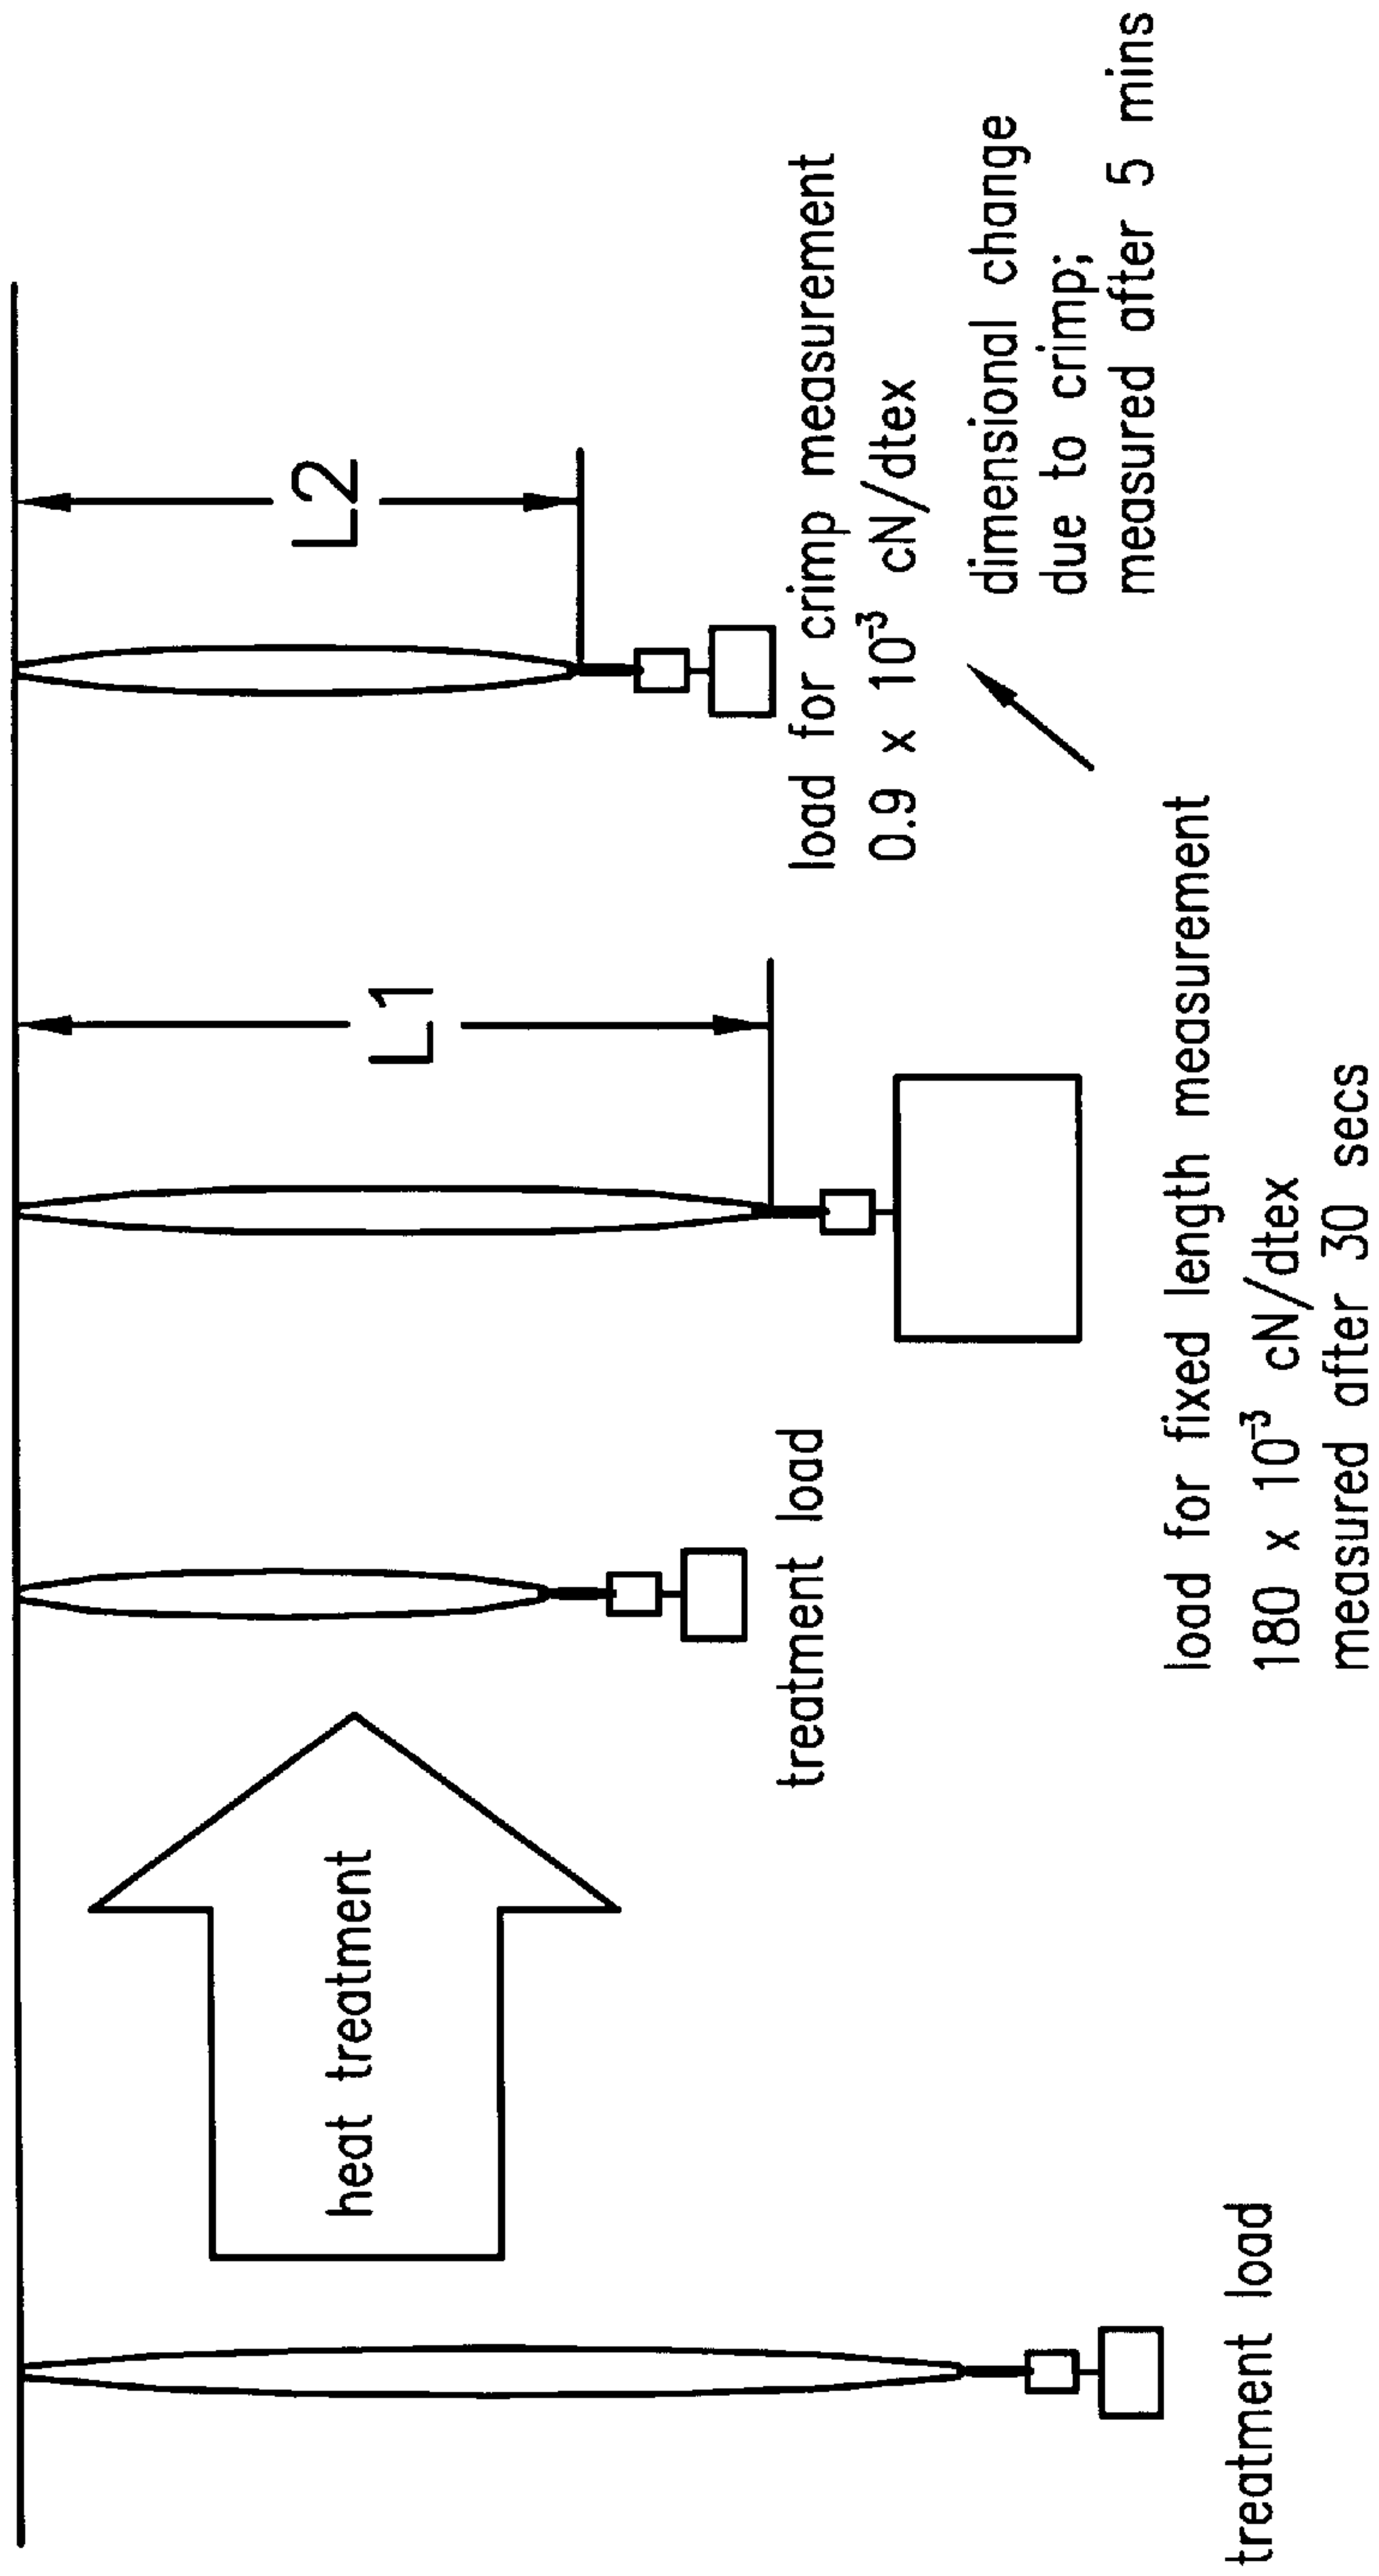 treatment load
heat treatment
treatment load
L1
load for fixed length measurement
180 x 10⁻³ cN/dtex
measured after 30 secs
L2
load for crimp measurement
0.9 x 10⁻³ cN/dtex
dimensional change
due to crimp;
measured after 5 mins